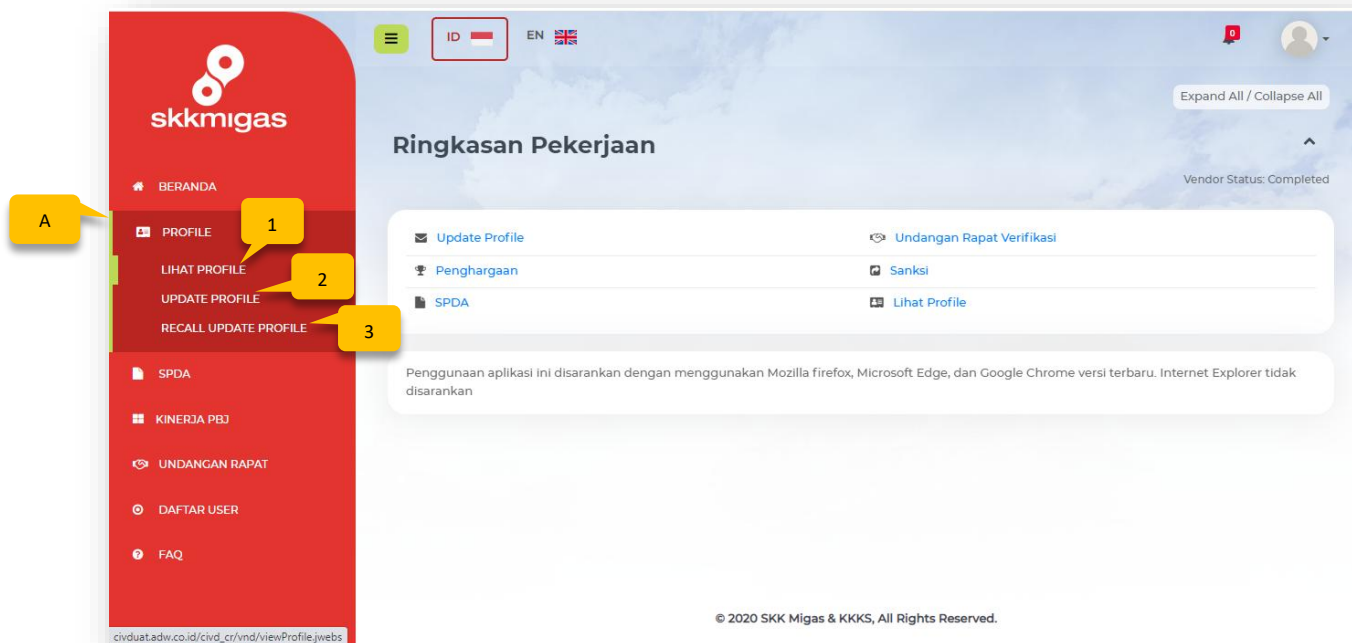 ID
EN
0
Expand All / Collapse All
skkmigas
Ringkasan Pekerjaan
Vendor Status: Completed
BERANDA
A
PROFILE
1
LIHAT PROFILE
2
UPDATE PROFILE
RECALL UPDATE PROFILE
3
SPDA
KINERJA PBJ
UNDANGAN RAPAT
DAFTAR USER
FAQ
Update Profile
Undangan Rapat Verifikasi
Penghargaan
Sanksi
SPDA
Lihat Profile
Penggunaan aplikasi ini disarankan dengan menggunakan Mozilla firefox, Microsoft Edge, dan Google Chrome versi terbaru. Internet Explorer tidak
disarankan
© 2020 SKK Migas & KKKS, All Rights Reserved.
civduat.adw.co.id/civd_cr/vnd/viewProfile.jwebs